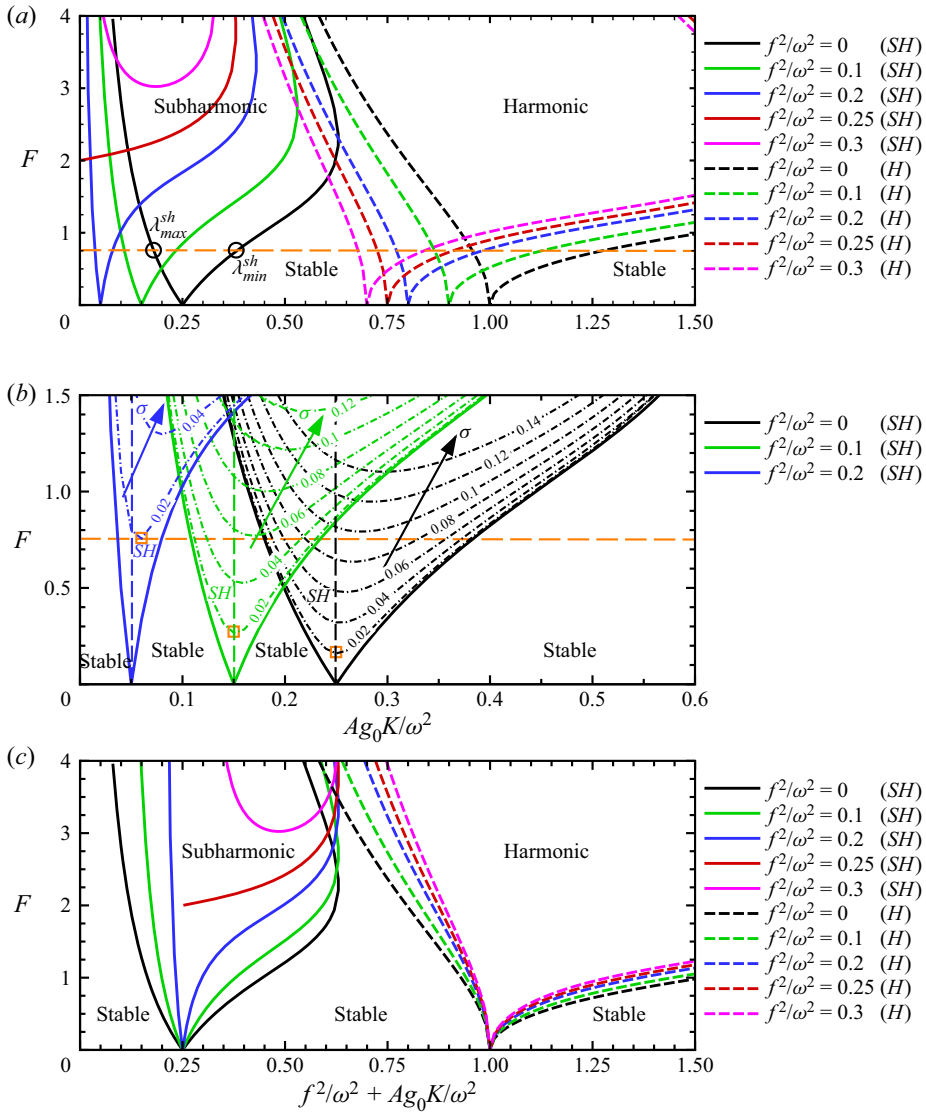 (a)
4
3
F
2
1
0
0.25
0.50
0.75
1.00
1.25
1.50
Subharmonic
Harmonic
λ_max^sh
λ_min^sh
Stable
Stable
f²/ω² = 0 (SH)
f²/ω² = 0.1 (SH)
f²/ω² = 0.2 (SH)
f²/ω² = 0.25 (SH)
f²/ω² = 0.3 (SH)
f²/ω² = 0 (H)
f²/ω² = 0.1 (H)
f²/ω² = 0.2 (H)
f²/ω² = 0.25 (H)
f²/ω² = 0.3 (H)
(b)
1.5
1.0
F
0.5
0
0.1
0.2
0.3
0.4
0.5
0.6
σ
0.04
0.02
SH
σ
0.12
0.1
0.08
0.06
0.04
0.02
SH
σ
0.14
0.12
0.1
0.08
0.06
0.04
0.02
SH
Stable
Stable
Stable
Stable
Ag₀K/ω²
f²/ω² = 0 (SH)
f²/ω² = 0.1 (SH)
f²/ω² = 0.2 (SH)
(c)
4
3
F
2
1
0
0.25
0.50
0.75
1.00
1.25
1.50
Subharmonic
Harmonic
Stable
Stable
Stable
f²/ω² + Ag₀K/ω²
f²/ω² = 0 (SH)
f²/ω² = 0.1 (SH)
f²/ω² = 0.2 (SH)
f²/ω² = 0.25 (SH)
f²/ω² = 0.3 (SH)
f²/ω² = 0 (H)
f²/ω² = 0.1 (H)
f²/ω² = 0.2 (H)
f²/ω² = 0.25 (H)
f²/ω² = 0.3 (H)